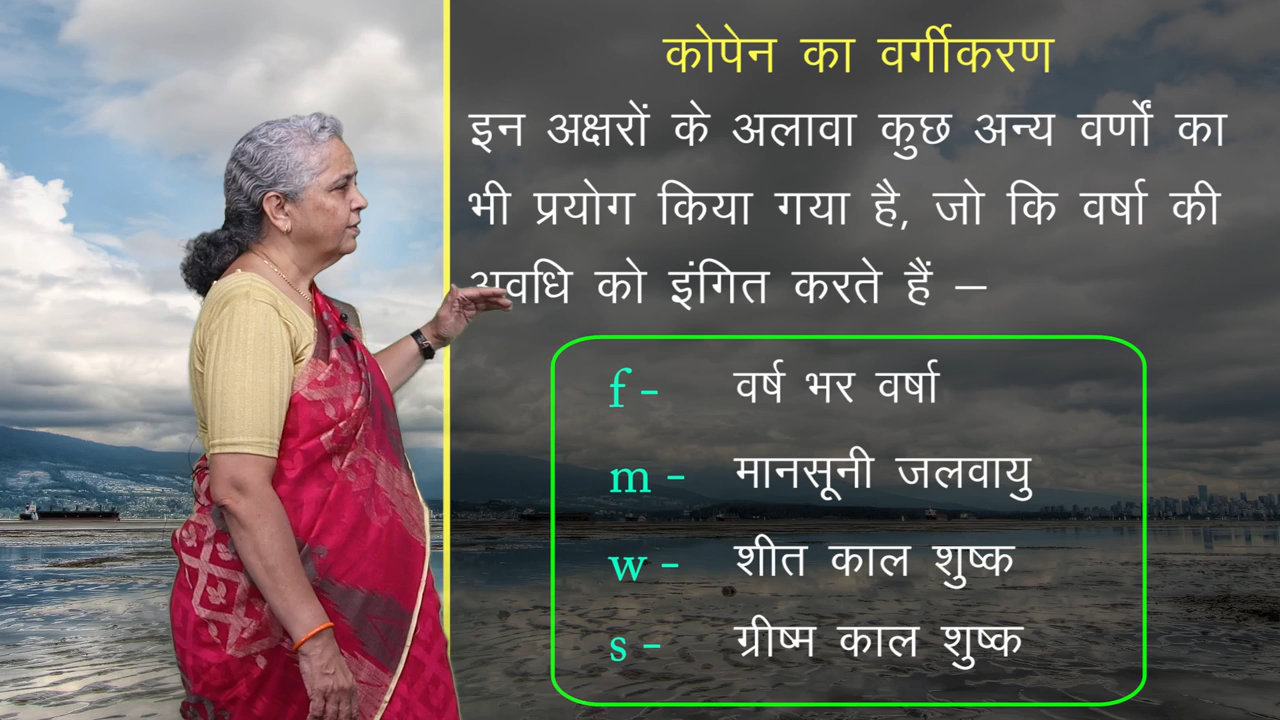 कोपेन का वर्गीकरण
इन अक्षरों के अलावा कुछ अन्य वर्णों का
भी प्रयोग किया गया है, जो कि वर्षा की
अवधि को इंगित करते हैं –
f - वर्ष भर वर्षा
m - मानसूनी जलवायु
w - शीत काल शुष्क
s - ग्रीष्म काल शुष्क